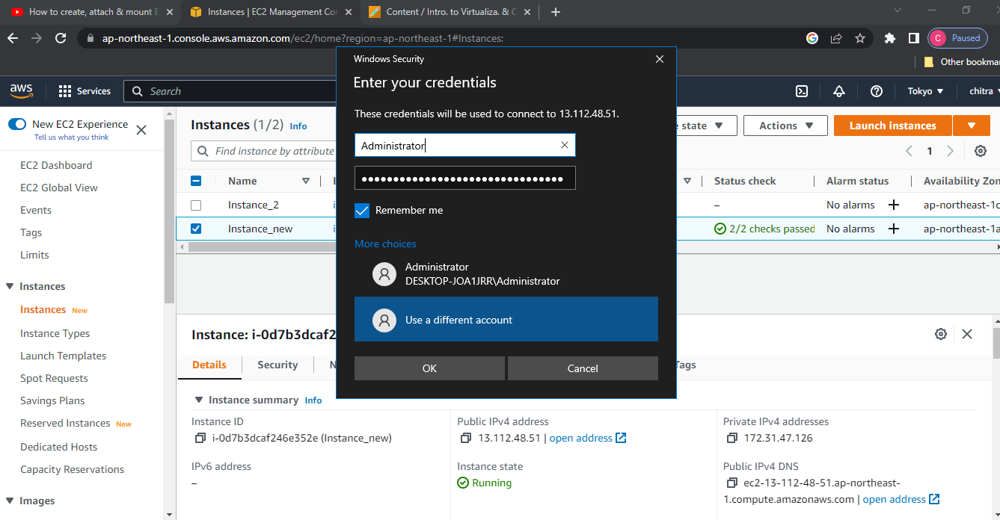 How to create, attach & mount E
Instances | EC2 Management Con
Content / Intro. to Virtualiza. & C
ap-northeast-1.console.aws.amazon.com/ec2/home?region=ap-northeast-1#Instances:
C Paused
Other bookmar
aws
Services
Search
Tokyo
chitra
New EC2 Experience
Tell us what you think
EC2 Dashboard
EC2 Global View
Events
Tags
Limits
Instances
Instances New
Instance Types
Launch Templates
Spot Requests
Savings Plans
Reserved Instances New
Dedicated Hosts
Capacity Reservations
Images
Instances (1/2) Info
state
Actions
Launch instances
Find instance by attribute
1
Name
Status check
Alarm status
Availability Zon
Instance_2
–
No alarms
ap-northeast-1c
Instance_new
2/2 checks passed
No alarms
ap-northeast-1a
Windows Security
Enter your credentials
These credentials will be used to connect to 13.112.48.51.
Administrator
••••••••••••••••••••••••••••••••
Remember me
More choices
Administrator
DESKTOP-JOA1JRR\Administrator
Use a different account
OK
Cancel
Instance: i-0d7b3dcaf2
Details
Security
N
Tags
Instance summary Info
Instance ID
i-0d7b3dcaf246e352e (Instance_new)
Public IPv4 address
13.112.48.51 | open address
Private IPv4 addresses
172.31.47.126
IPv6 address
–
Instance state
Running
Public IPv4 DNS
ec2-13-112-48-51.ap-northeast-
1.compute.amazonaws.com | open address